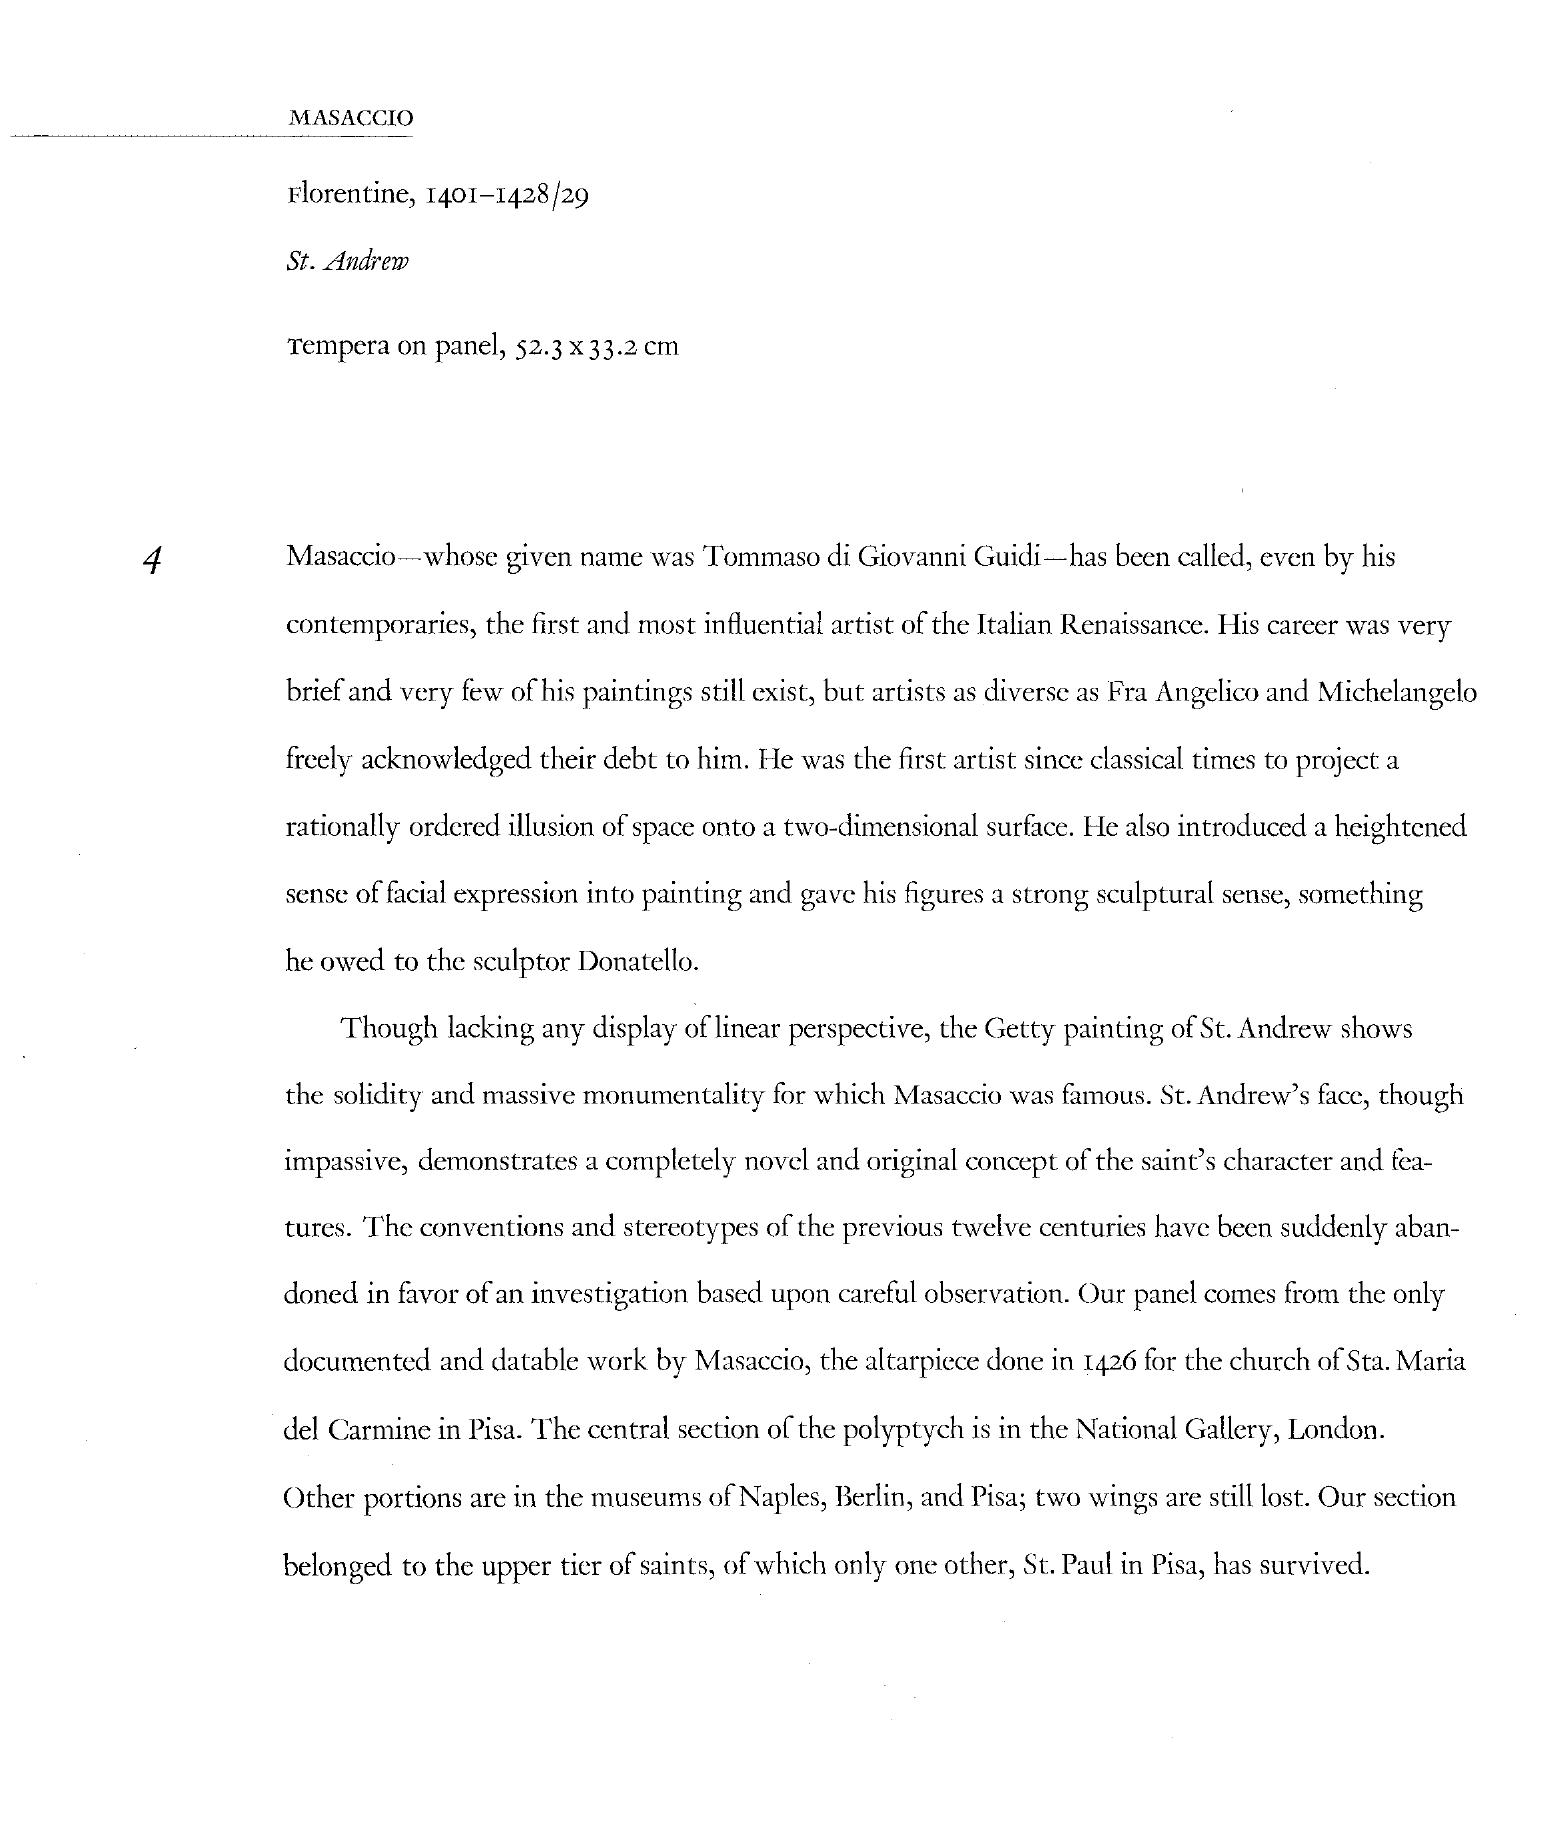 MASACCIO
Florentine, 1401–1428/29
St. Andrew
Tempera on panel, 52.3 x 33.2 cm
4
Masaccio—whose given name was Tommaso di Giovanni Guidi—has been called, even by his
contemporaries, the first and most influential artist of the Italian Renaissance. His career was very
brief and very few of his paintings still exist, but artists as diverse as Fra Angelico and Michelangelo
freely acknowledged their debt to him. He was the first artist since classical times to project a
rationally ordered illusion of space onto a two-dimensional surface. He also introduced a heightened
sense of facial expression into painting and gave his figures a strong sculptural sense, something
he owed to the sculptor Donatello.
Though lacking any display of linear perspective, the Getty painting of St. Andrew shows
the solidity and massive monumentality for which Masaccio was famous. St. Andrew's face, though
impassive, demonstrates a completely novel and original concept of the saint's character and fea-
tures. The conventions and stereotypes of the previous twelve centuries have been suddenly aban-
doned in favor of an investigation based upon careful observation. Our panel comes from the only
documented and datable work by Masaccio, the altarpiece done in 1426 for the church of Sta. Maria
del Carmine in Pisa. The central section of the polyptych is in the National Gallery, London.
Other portions are in the museums of Naples, Berlin, and Pisa; two wings are still lost. Our section
belonged to the upper tier of saints, of which only one other, St. Paul in Pisa, has survived.